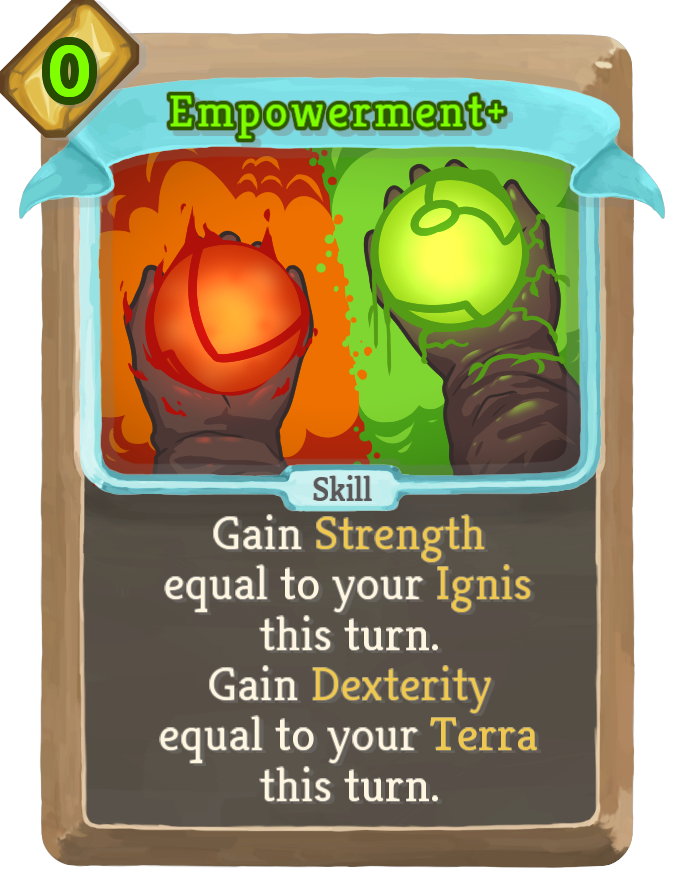 0
Empowerment+
Skill
Gain Strength
equal to your Ignis
this turn.
Gain Dexterity
equal to your Terra
this turn.